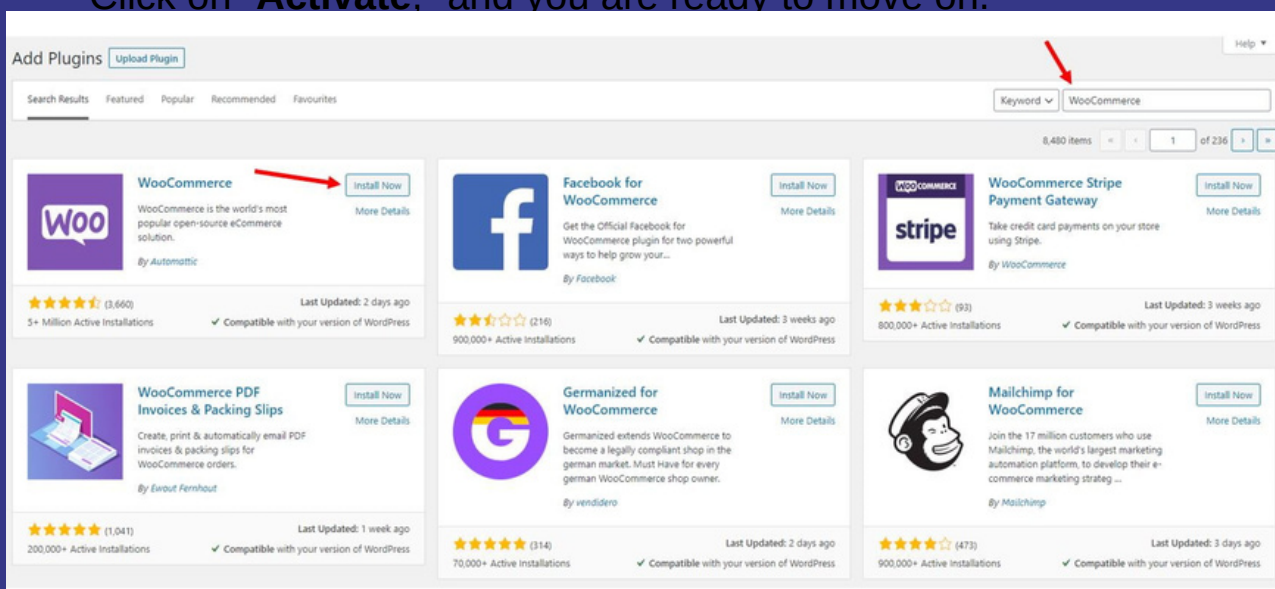 Click on "Activate," and you are ready to move on.
Help
Add Plugins Upload Plugin
Search Results Featured Popular Recommended Favourites
Keyword WooCommerce
8,480 items « ‹ 1 of 236 › »
WooCommerce
Install Now
More Details
WooCommerce is the world's most
popular open-source eCommerce
solution.
By Automattic
(3,660)
Last Updated: 2 days ago
5+ Million Active Installations
Compatible with your version of WordPress
WOO
Facebook for
WooCommerce
Install Now
More Details
Get the Official Facebook for
WooCommerce plugin for two powerful
ways to help grow your...
By Facebook
(216)
Last Updated: 3 weeks ago
900,000+ Active Installations
Compatible with your version of WordPress
WOO COMMERCE
stripe
WooCommerce Stripe
Payment Gateway
Install Now
More Details
Take credit card payments on your store
using Stripe.
By WooCommerce
(93)
Last Updated: 3 weeks ago
800,000+ Active Installations
Compatible with your version of WordPress
WooCommerce PDF
Invoices & Packing Slips
Install Now
More Details
Create, print & automatically email PDF
invoices & packing slips for
WooCommerce orders.
By Ewout Fernhout
(1,041)
Last Updated: 1 week ago
200,000+ Active Installations
Compatible with your version of WordPress
G
Germanized for
WooCommerce
Install Now
More Details
Germanized extends WooCommerce to
become a legally compliant shop in the
german market. Must Have for every
german WooCommerce shop owner.
By vendidero
(314)
Last Updated: 2 days ago
70,000+ Active Installations
Compatible with your version of WordPress
Mailchimp for
WooCommerce
Install Now
More Details
Join the 17 million customers who use
Mailchimp, the world's largest marketing
automation platform, to develop their e-
commerce marketing strateg ...
By Mailchimp
(473)
Last Updated: 3 days ago
900,000+ Active Installations
Compatible with your version of WordPress